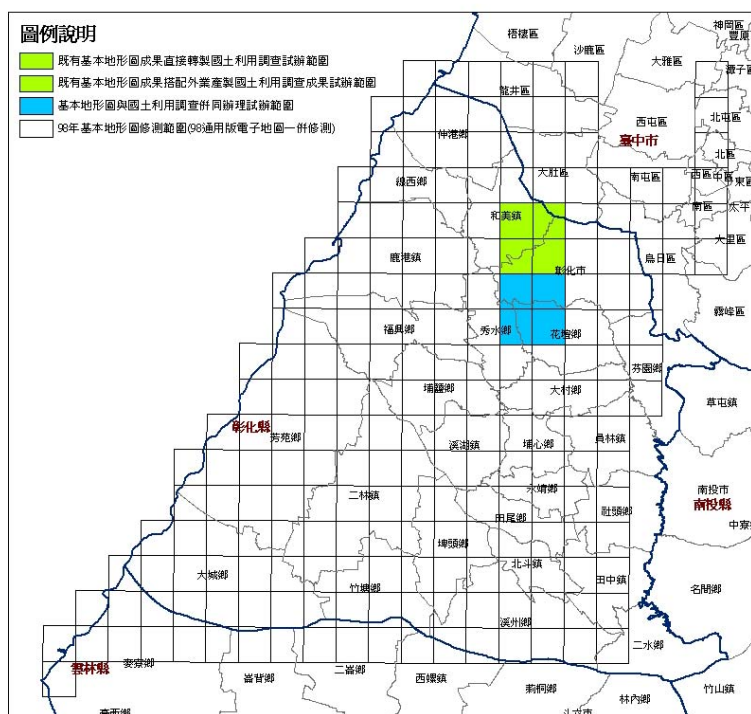 圖例說明
既有基本地形圖成果直接轉製國土利用調查試辦範圍
既有基本地形圖成果搭配外業產製國土利用調查成果試辦範圍
基本地形圖與國土利用調查併同辦理試辦範圍
98年基本地形圖修測範圍(98通用版電子地圖一併修測)
梧棲區
沙鹿區
神岡區
豐原
大雅區
潭子區
龍井區
西屯區
北屯區
臺中市
伸港鄉
北區
大肚區
南屯區
西區
中區
東區
線西鄉
南區
太平
和美鎮
大里區
鹿港鎮
彰化市
烏日區
霧峰區
福興鄉
秀水鄉
花壇鄉
芬園鄉
埔鹽鄉
大村鄉
草屯鎮
彰化縣
芳苑鄉
溪湖鎮
埔心鄉
員林鎮
二林鎮
永靖鄉
南投市
南投縣
田尾鄉
社頭鄉
中寮
埤頭鄉
北斗鎮
大城鄉
竹塘鄉
田中鎮
名間鄉
溪州鄉
二水鄉
雲林縣
麥寮鄉
崙背鄉
二崙鄉
西螺鎮
莿桐鄉
林內鄉
竹山鎮